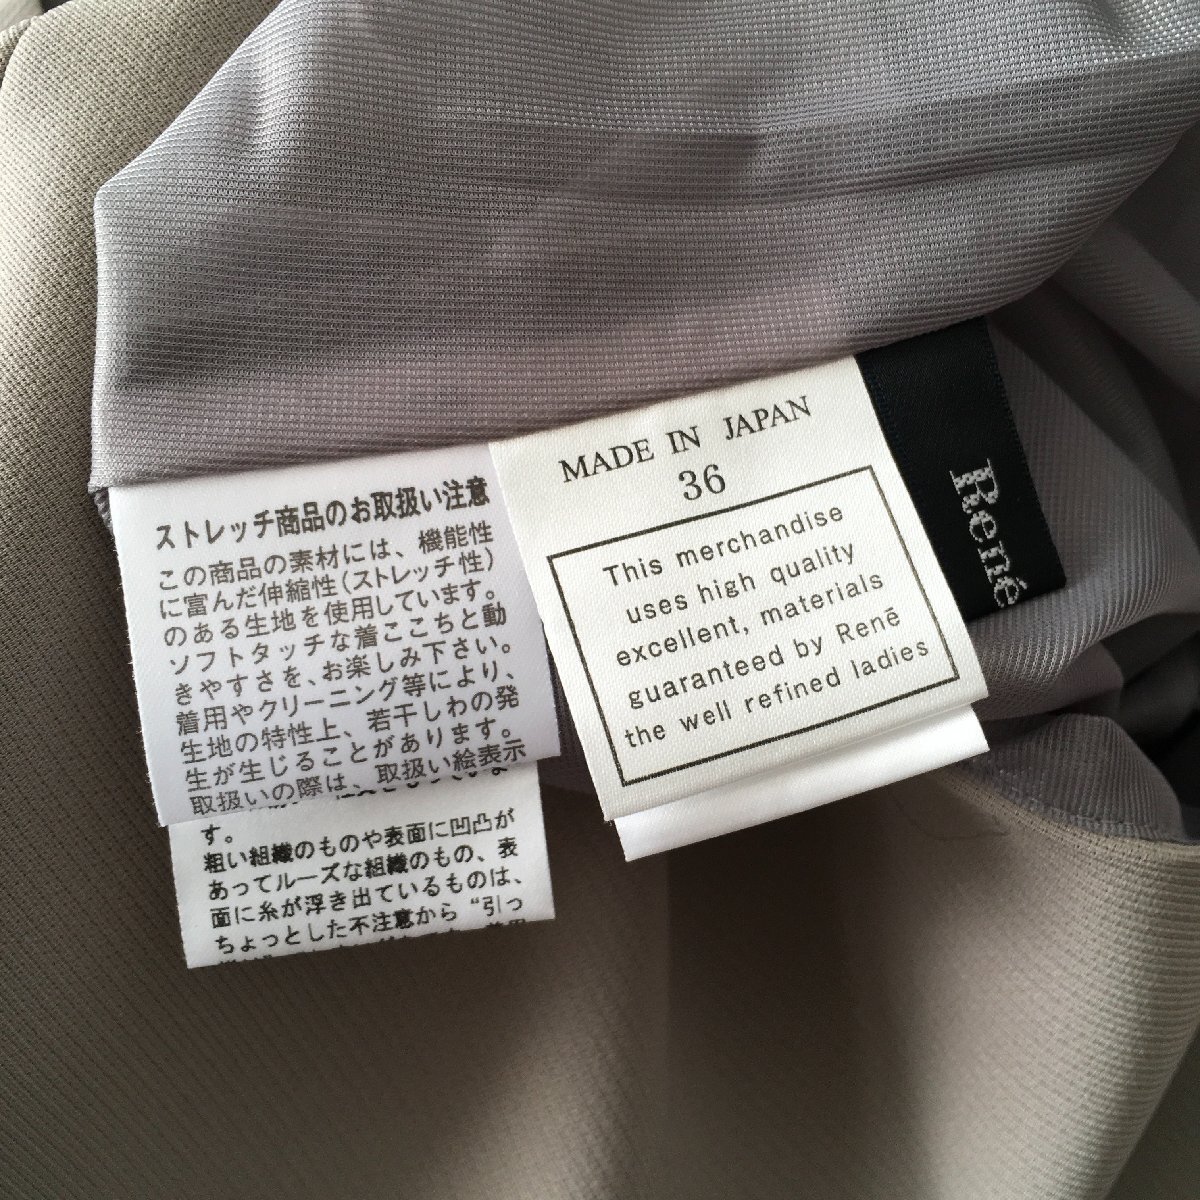 ストレッチ商品のお取扱い注意
この商品の素材には、機能性
に富んだ伸縮性(ストレッチ性)
のある生地を使用しています。
ソフトタッチな着ここちと動
きやすさを、お楽しみ下さい。
着用やクリーニング等により、
生地の特性上、若干しわの発
生が生じることがあります。
取扱いの際は、取扱い絵表示
す。
粗い組織のものや表面に凹凸が
あってルーズな組織のもの、表
面に糸が浮き出ているものは、
ちょっとした不注意から“引っ
MADE IN JAPAN
36
This merchandise
uses high quality
excellent, materials
guaranteed by Renē
the well refined ladies
René